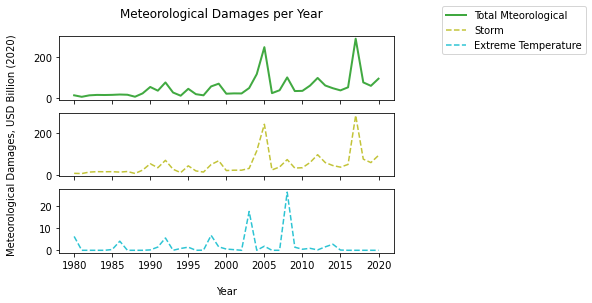 Meteorological Damages per Year
Total Mteorological
Storm
Extreme Temperature
Meteorological Damages, USD Billion (2020)
200
0
200
0
20
10
0
1980 1985 1990 1995 2000 2005 2010 2015 2020
Year